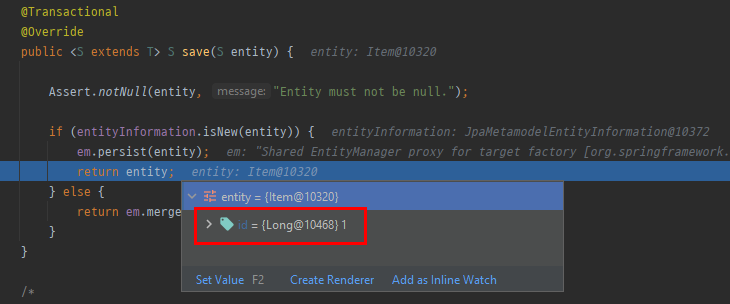 @Transactional
@Override
public <S extends T> S save(S entity) {   entity: Item@10320
Assert.notNull(entity,  message: "Entity must not be null.");
if (entityInformation.isNew(entity)) {   entityInformation: JpaMetamodelEntityInformation@10372
em.persist(entity);   em: "Shared EntityManager proxy for target factory [org.springframework.
return entity;   entity: Item@10320
} else {
entity = {Item@10320}
return em.merge
id = {Long@10468} 1
}
}
Set Value F2   Create Renderer   Add as Inline Watch
/*